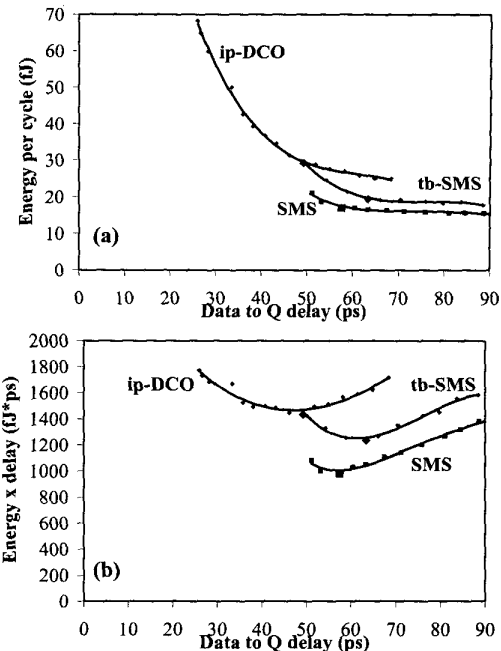 70
60
50
40
30
20
10
0
Energy per cycle (fJ)
ip-DCO
tb-SMS
SMS
(a)
0 10 20 30 40 50 60 70 80 90
Data to Q delay (ps)
2000
1800
1600
1400
1200
1000
800
600
400
200
0
Energy x delay (fJ*ps)
ip-DCO
tb-SMS
SMS
(b)
0 10 20 30 40 50 60 70 80 90
Data to Q delay (ps)